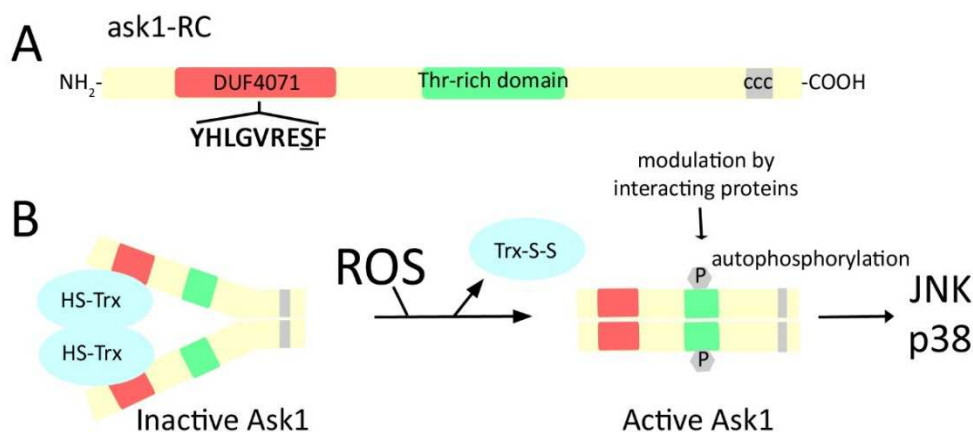 A
ask1-RC
NH2-
DUF4071
Thr-rich domain
ccc
-COOH
YHLGVRESF
modulation by
interacting proteins
B
HS-Trx
HS-Trx
ROS
Trx-S-S
P
autophosphorylation
P
JNK
p38
Inactive Ask1
Active Ask1